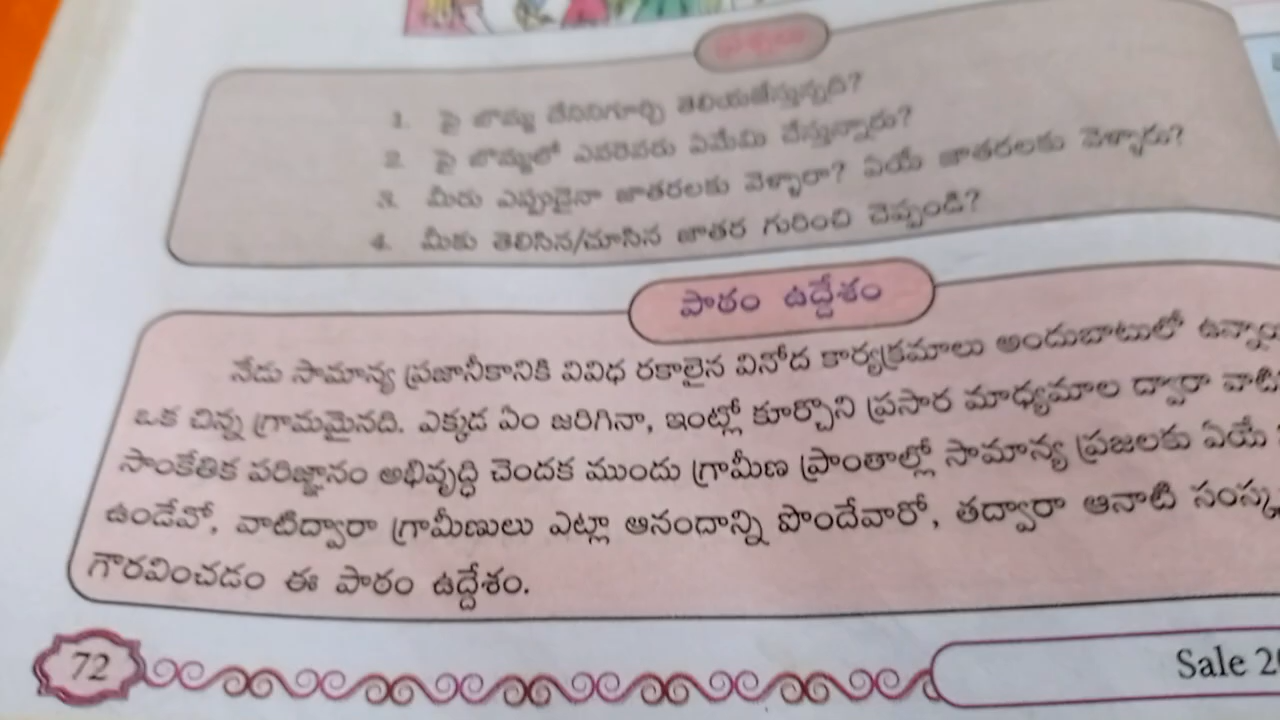 1. పై బొమ్మ దేనినిగూర్చి తెలియజేస్తున్నది?
2. పై బొమ్మలో ఎవరెవరు ఏమేమి చేస్తున్నారు?
3. మీరు ఎప్పుడైనా జాతరలకు వెళ్ళారా? ఏయే జాతరలకు వెళ్ళారు?
4. మీకు తెలిసిన/చూసిన జాతర గురించి చెప్పండి?
పాఠం ఉద్దేశం
నేడు సామాన్య ప్రజానీకానికి వివిధ రకాలైన వినోద కార్యక్రమాలు అందుబాటులో
ఒక చిన్న గ్రామమైనది. ఎక్కడ ఏం జరిగినా, ఇంట్లో కూర్చొని ప్రసార మాధ్యమాల ద్వారా
సాంకేతిక పరిజ్ఞానం అభివృద్ధి చెందక ముందు గ్రామీణ ప్రాంతాల్లో సామాన్య ప్రజలకు ఏయే
ఉండేవో, వాటిద్వారా గ్రామీణులు ఎట్లా ఆనందాన్ని పొందేవారో, తద్వారా ఆనాటి
గౌరవించడం ఈ పాఠం ఉద్దేశం.
72
Sale